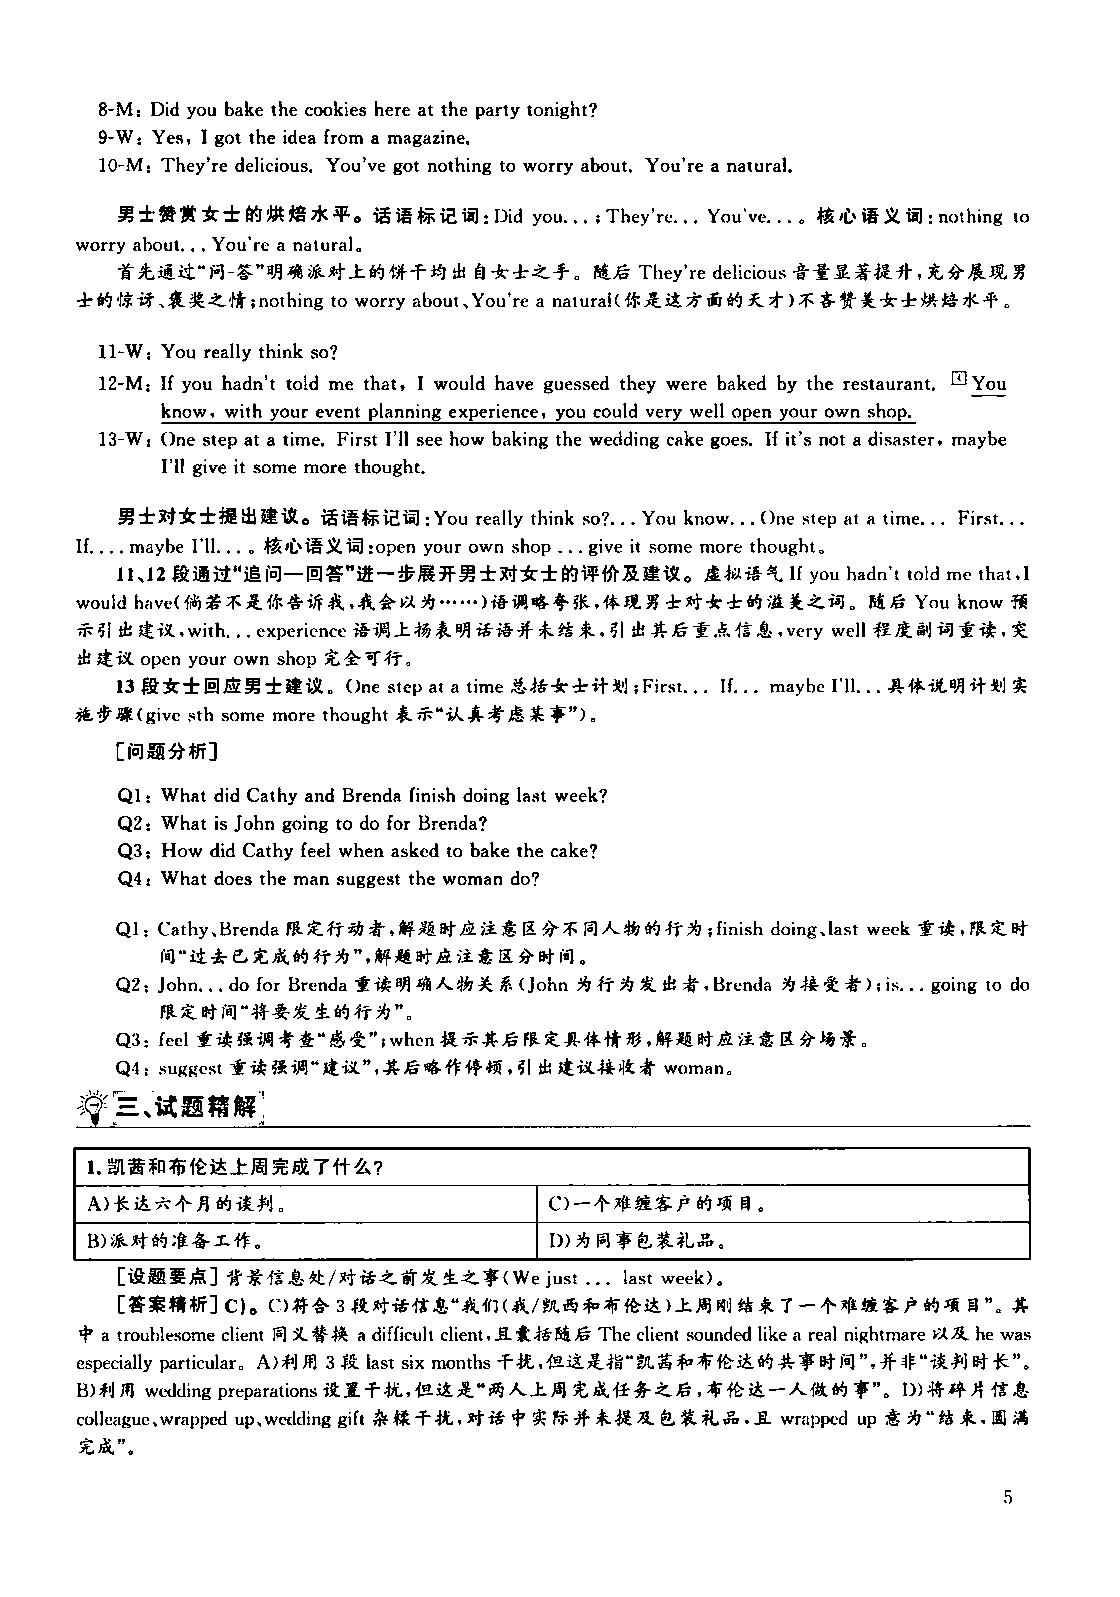 8-M: Did you bake the cookies here at the party tonight?
9-W: Yes, I got the idea from a magazine.
10-M: They're delicious. You've got nothing to worry about. You're a natural.
男士赞赏女士的烘焙水平。话语标记词:Did you...;They're... You've...。核心语义词:nothing to
worry about... You're a natural。
首先通过“问-答”明确派对上的饼干均出自女士之手。随后 They're delicious 音量显著提升,充分展现男
士的惊讶、褒奖之情;nothing to worry about、You're a natural(你是这方面的天才)不吝赞美女士烘焙水平。
11-W: You really think so?
12-M: If you hadn't told me that, I would have guessed they were baked by the restaurant. [4] You
know, with your event planning experience, you could very well open your own shop.
13-W: One step at a time. First I'll see how baking the wedding cake goes. If it's not a disaster, maybe
I'll give it some more thought.
男士对女士提出建议。话语标记词:You really think so?... You know... One step at a time... First...
If.... maybe I'll...。核心语义词:open your own shop ... give it some more thought。
11、12 段通过“追问—回答”进一步展开男士对女士的评价及建议。虚拟语气 If you hadn't told me that,I
would have(倘若不是你告诉我,我会以为……)语调略夸张,体现男士对女士的溢美之词。随后 You know 预
示引出建议,with... experience 语调上扬表明话语并未结束,引出其后重点信息,very well 程度副词重读,突
出建议 open your own shop 完全可行。
13 段女士回应男士建议。One step at a time 总括女士计划;First... If... maybe I'll... 具体说明计划实
施步骤(give sth some more thought 表示“认真考虑某事”)。
[问题分析]
Q1: What did Cathy and Brenda finish doing last week?
Q2: What is John going to do for Brenda?
Q3: How did Cathy feel when asked to bake the cake?
Q4: What does the man suggest the woman do?
Q1: Cathy、Brenda 限定行动者,解题时应注意区分不同人物的行为;finish doing、last week 重读,限定时
间“过去已完成的行为”,解题时应注意区分时间。
Q2: John... do for Brenda 重读明确人物关系(John 为行为发出者,Brenda 为接受者);is... going to do
限定时间“将要发生的行为”。
Q3: feel 重读强调考查“感受”;when 提示其后限定具体情形,解题时应注意区分场景。
Q4: suggest 重读强调“建议”,其后略作停顿,引出建议接收者 woman。
三、试题精解
1. 凯茜和布伦达上周完成了什么?
A)长达六个月的谈判。
C)一个难缠客户的项目。
B)派对的准备工作。
D)为同事包装礼品。
[设题要点] 背景信息处/对话之前发生之事(We just ... last week)。
[答案精析] C)。C)符合 3 段对话信息“我们(我/凯西和布伦达)上周刚结束了一个难缠客户的项目”。其
中 a troublesome client 同义替换 a difficult client,且囊括随后 The client sounded like a real nightmare 以及 he was
especially particular。A)利用 3 段 last six months 干扰,但这是指“凯茜和布伦达的共事时间”,并非“谈判时长”。
B)利用 wedding preparations 设置干扰,但这是“两人上周完成任务之后,布伦达一人做的事”。D)将碎片信息
colleague、wrapped up、wedding gift 杂糅干扰,对话中实际并未提及包装礼品,且 wrapped up 意为“结束,圆满
完成”。
5